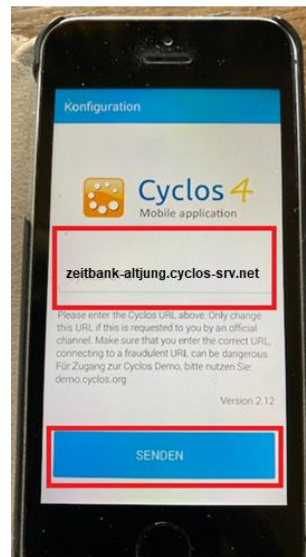 Konfiguration
Cyclos 4
Mobile application
zeitbank-altjung.cyclos-srv.net
Please enter the Cyclos URL above. Only change
this URL if this is requested to you by an official
channel. Make sure that you enter the correct URL,
connecting to a fraudulent URL can be dangerous.
Für Zugang zur Cyclos Demo, bitte nutzen Sie:
demo.cyclos.org
Version 2.12
SENDEN